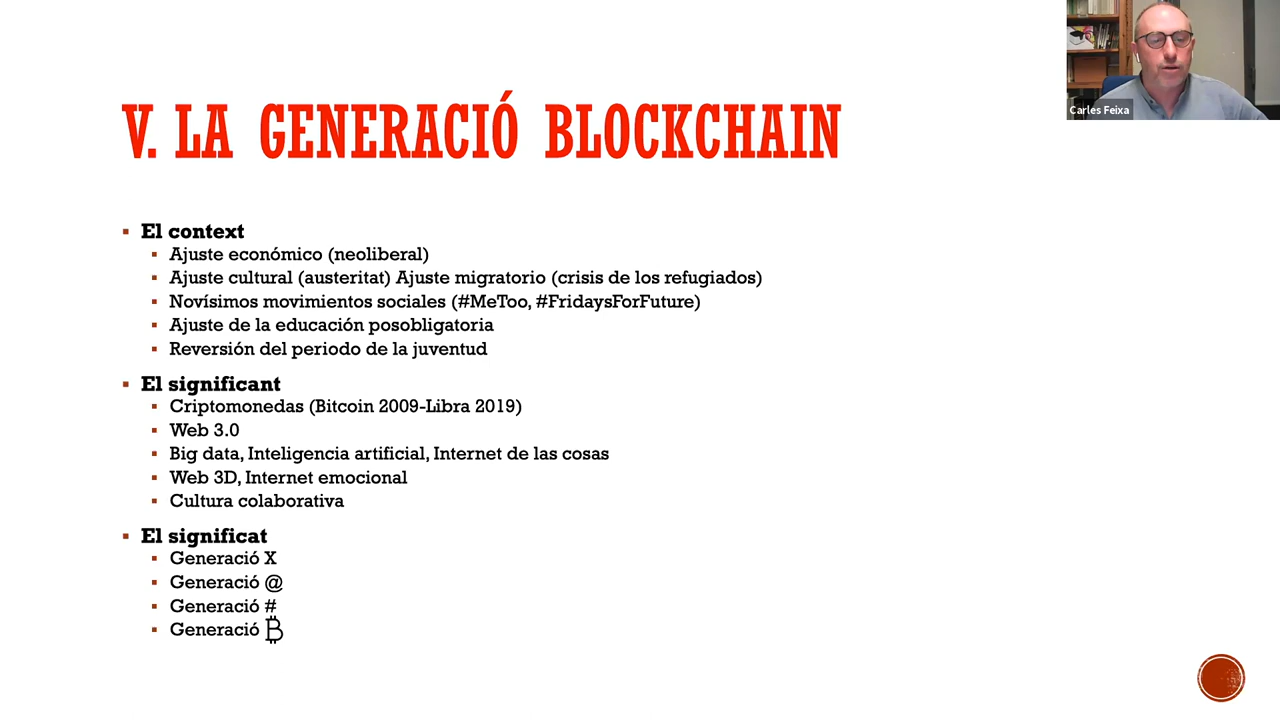 V. LA GENERACIÓ BLOCKCHAIN
Carles Feixa
El context
Ajuste económico (neoliberal)
Ajuste cultural (austeritat) Ajuste migratorio (crisis de los refugiados)
Novísimos movimientos sociales (#MeToo, #FridaysForFuture)
Ajuste de la educación posobligatoria
Reversión del periodo de la juventud
El significant
Criptomonedas (Bitcoin 2009-Libra 2019)
Web 3.0
Big data, Inteligencia artificial, Internet de las cosas
Web 3D, Internet emocional
Cultura colaborativa
El significat
Generació X
Generació @
Generació #
Generació ₿